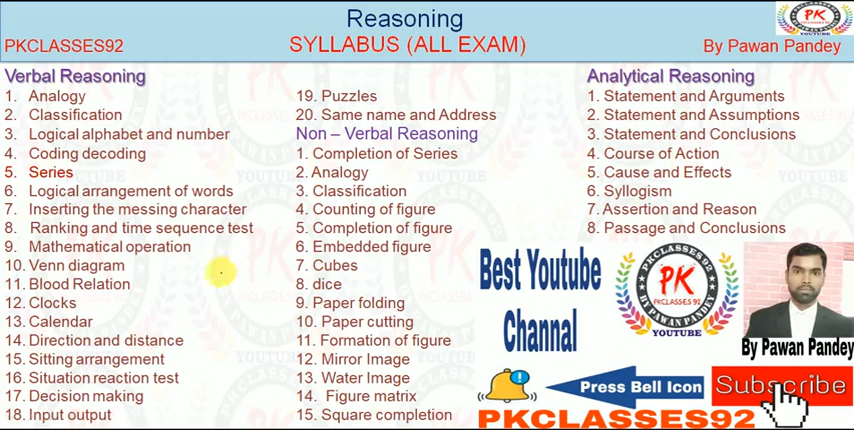 Reasoning
PKCLASSES92
SYLLABUS (ALL EXAM)
By Pawan Pandey
PK
PKCLASSES92
YOUTUBE
Verbal Reasoning
1. Analogy
2. Classification
3. Logical alphabet and number
4. Coding decoding
5. Series
6. Logical arrangement of words
7. Inserting the messing character
8. Ranking and time sequence test
9. Mathematical operation
10. Venn diagram
11. Blood Relation
12. Clocks
13. Calendar
14. Direction and distance
15. Sitting arrangement
16. Situation reaction test
17. Decision making
18. Input output
19. Puzzles
20. Same name and Address
Non – Verbal Reasoning
1. Completion of Series
2. Analogy
3. Classification
4. Counting of figure
5. Completion of figure
6. Embedded figure
7. Cubes
8. dice
9. Paper folding
10. Paper cutting
11. Formation of figure
12. Mirror Image
13. Water Image
14. Figure matrix
15. Square completion
Analytical Reasoning
1. Statement and Arguments
2. Statement and Assumptions
3. Statement and Conclusions
4. Course of Action
5. Cause and Effects
6. Syllogism
7. Assertion and Reason
8. Passage and Conclusions
Best Youtube
Channal
PKCLASSES92
PK
PKCLASSES 92
BY PAWAN PANDEY
YOUTUBE
By Pawan Pandey
Press Bell Icon
Subscribe
PKCLASSES92